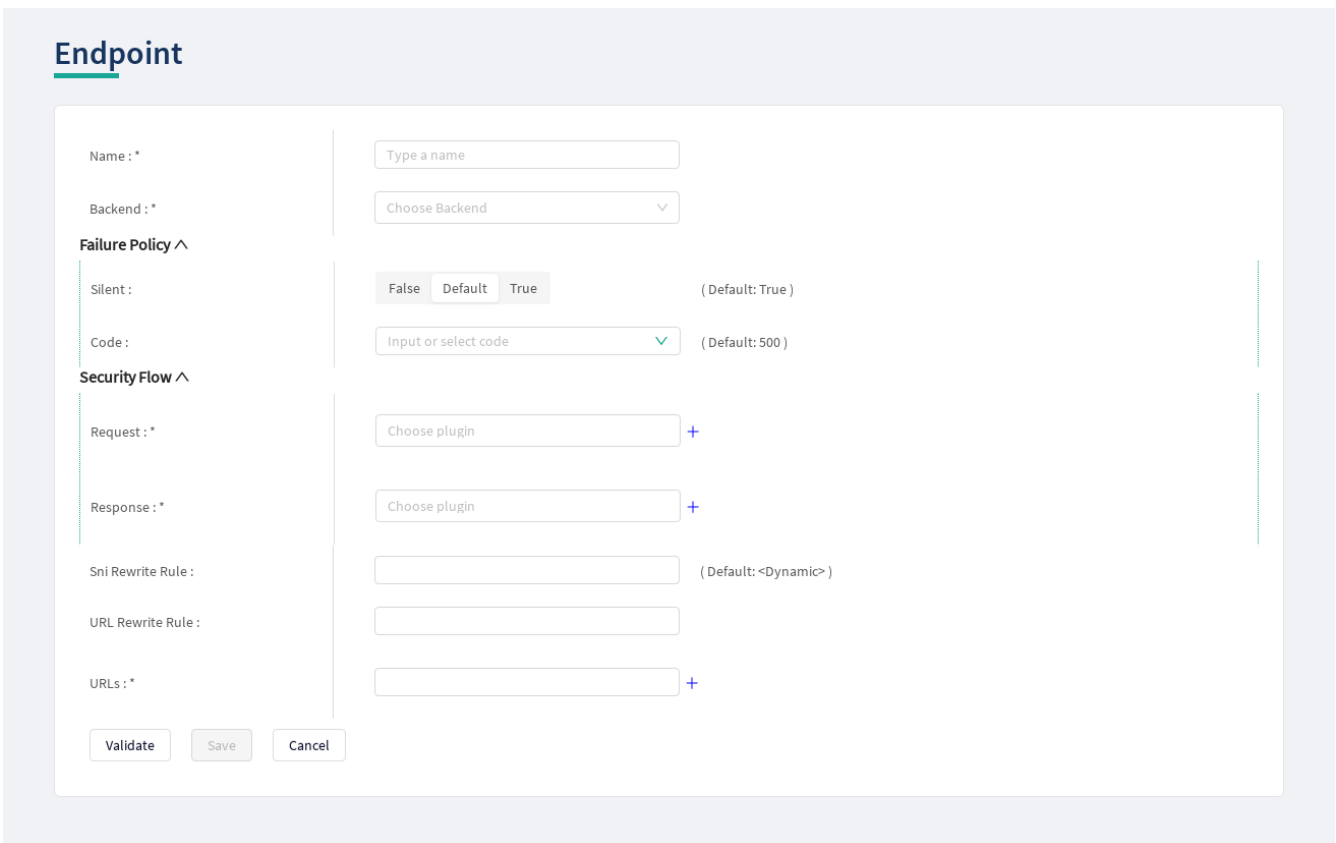 Endpoint
Name : * Type a name
Backend : * Choose Backend
Failure Policy
Silent : False Default True ( Default: True )
Code : Input or select code ( Default: 500 )
Security Flow
Request : * Choose plugin +
Response : * Choose plugin +
Sni Rewrite Rule : ( Default: <Dynamic> )
URL Rewrite Rule :
URLs : * +
Validate Save Cancel